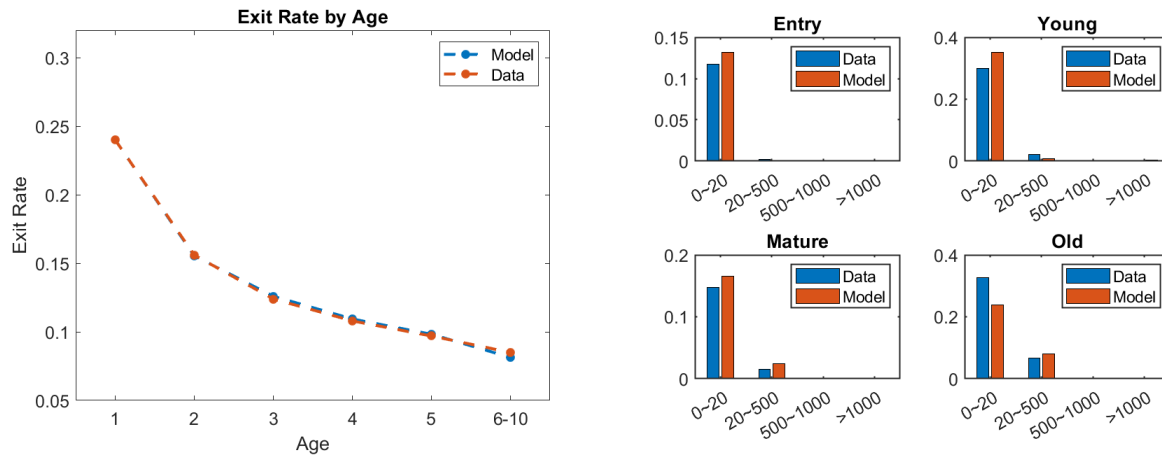 Exit Rate by Age
0.3
0.25
0.2
0.15
0.1
0.05
Exit Rate
Model
Data
1 2 3 4 5 6-10
Age
Entry
0.15
0.1
0.05
0
Data
Model
0~20 20~500 500~1000 >1000
Young
0.4
0.2
0
Data
Model
0~20 20~500 500~1000 >1000
Mature
0.2
0.1
0
Data
Model
0~20 20~500 500~1000 >1000
Old
0.4
0.2
0
Data
Model
0~20 20~500 500~1000 >1000